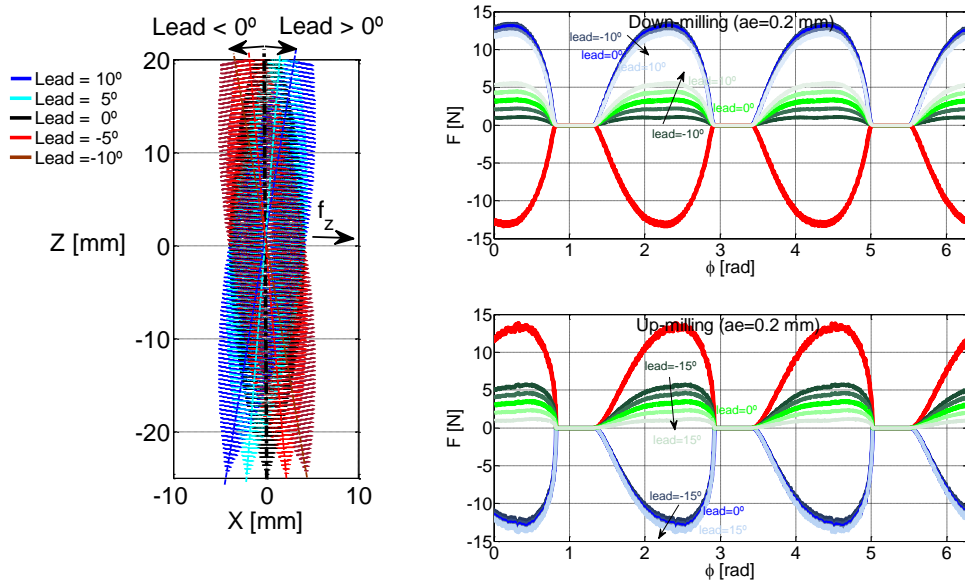 Lead < 0º Lead > 0º
Lead = 10º
Lead = 5º
Lead = 0º
Lead = -5º
Lead = -10º
20
10
0
-10
-20
Z [mm]
f_z
-10 0 10
X [mm]
Down-milling (ae=0.2 mm)
lead=-10º
lead=0º
lead=10º
lead=10º
lead=0º
lead=-10º
15
10
5
0
-5
-10
-15
F [N]
0 1 2 3 4 5 6
ϕ [rad]
Up-milling (ae=0.2 mm)
lead=-15º
lead=0º
lead=15º
lead=-15º
lead=0º
lead=15º
15
10
5
0
-5
-10
-15
F [N]
0 1 2 3 4 5 6
ϕ [rad]